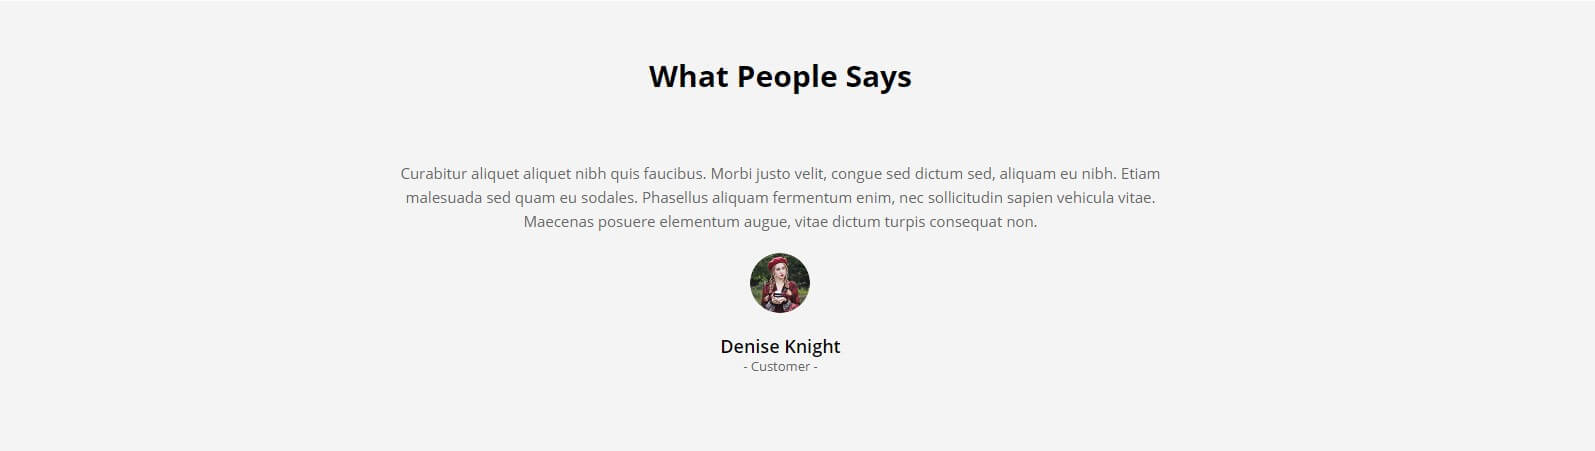 What People Says
Curabitur aliquet aliquet nibh quis faucibus. Morbi justo velit, congue sed dictum sed, aliquam eu nibh. Etiam
malesuada sed quam eu sodales. Phasellus aliquam fermentum enim, nec sollicitudin sapien vehicula vitae.
Maecenas posuere elementum augue, vitae dictum turpis consequat non.
Denise Knight
- Customer -